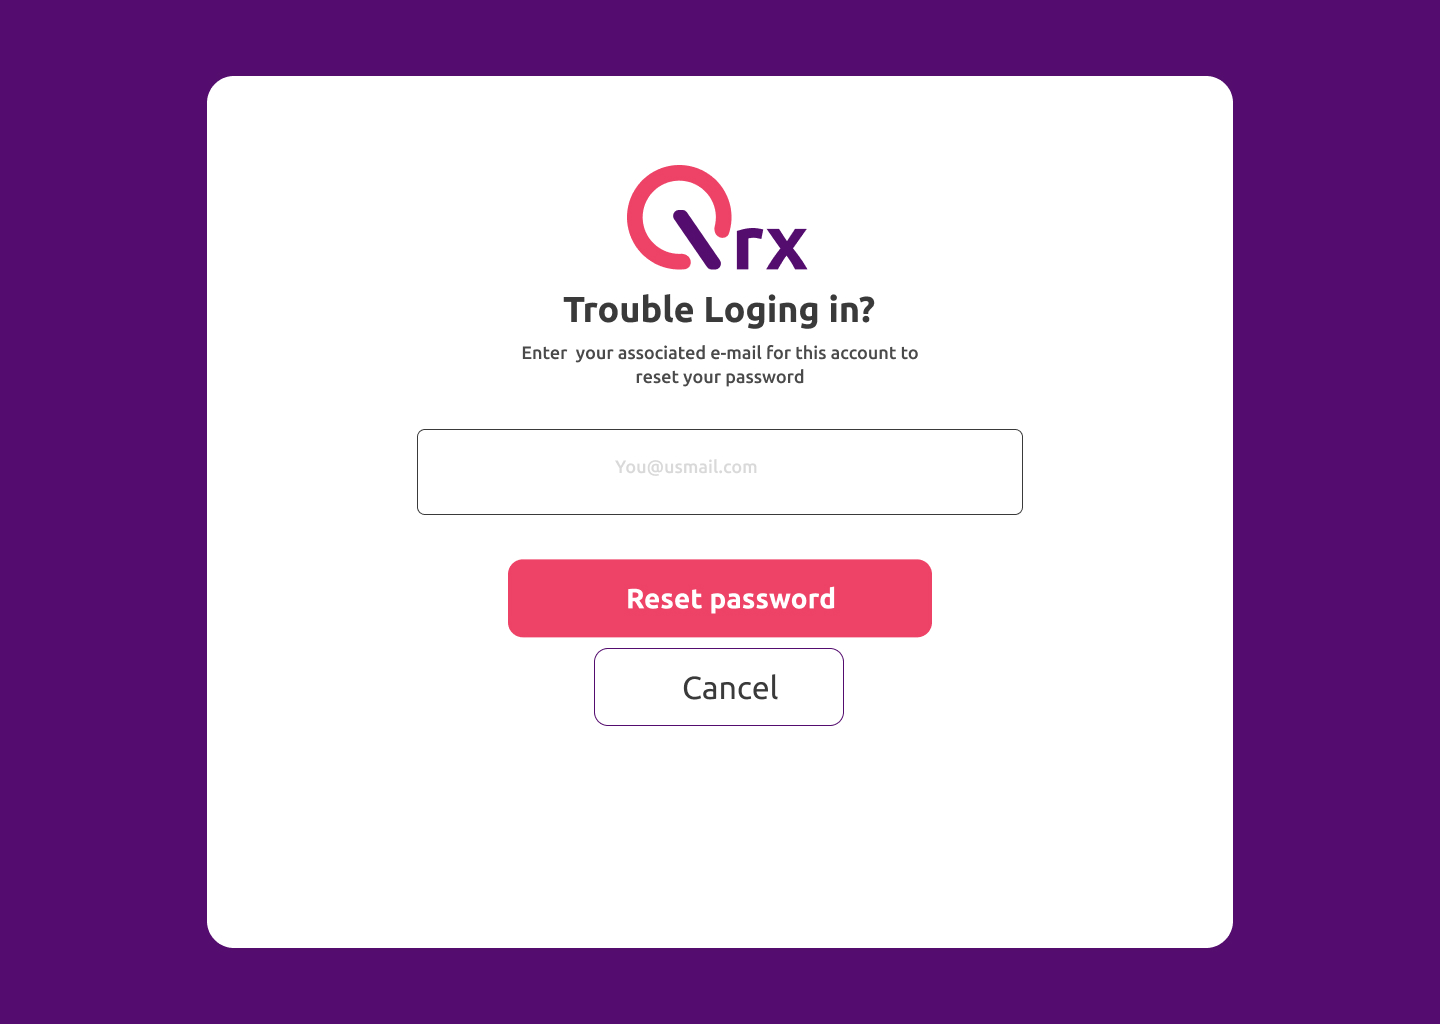 Qrx
Trouble Loging in?
Enter  your associated e-mail for this account to
reset your password
You@usmail.com
Reset password
Cancel